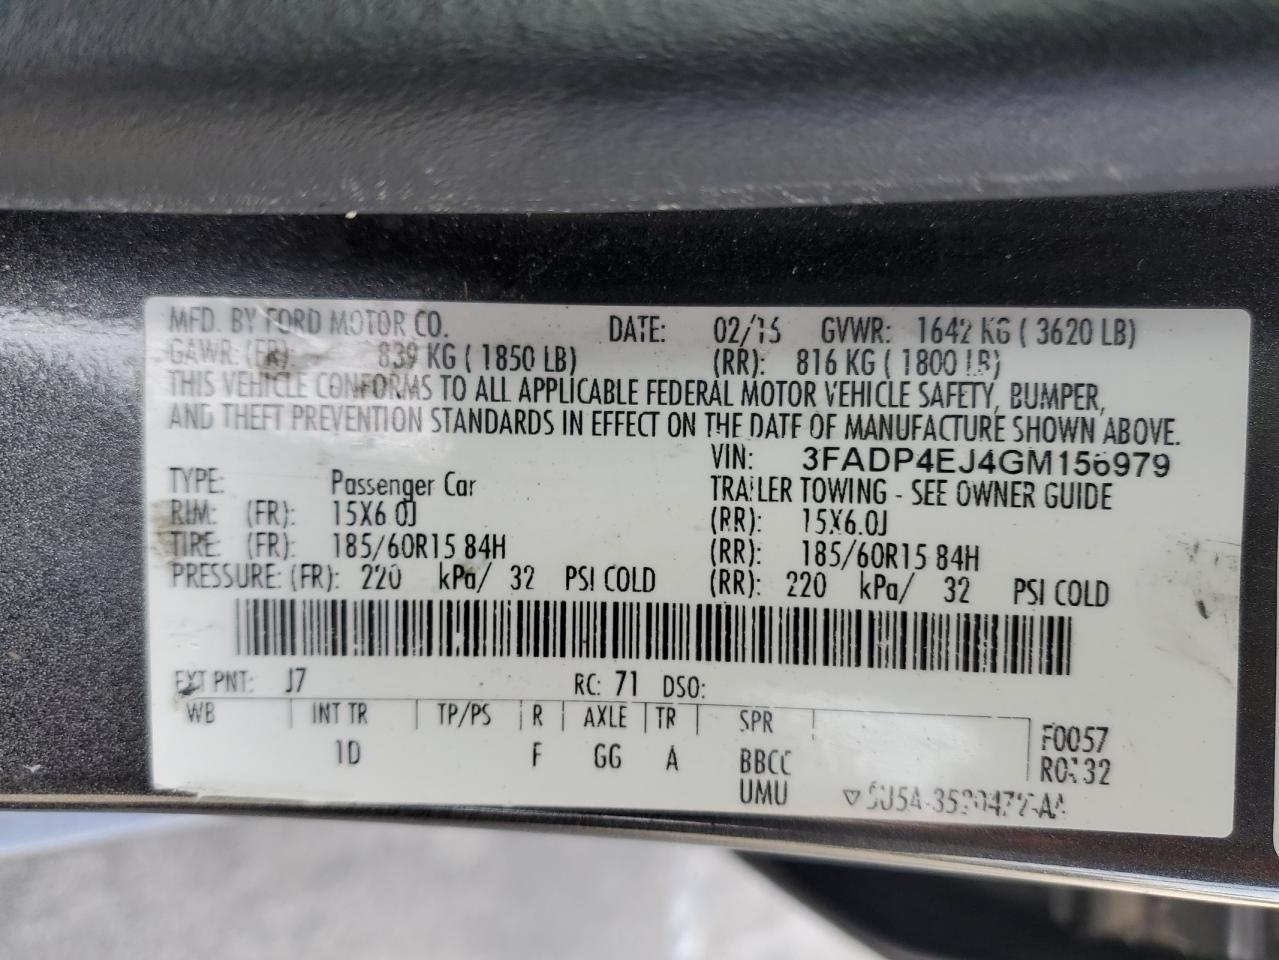 MFD. BY FORD MOTOR CO. DATE: 02/16 GVWR: 1642 KG ( 3620 LB)
GAWR: (FR): 839 KG ( 1850 LB) (RR): 816 KG ( 1800 LB)
THIS VEHICLE CONFORMS TO ALL APPLICABLE FEDERAL MOTOR VEHICLE SAFETY, BUMPER,
AND THEFT PREVENTION STANDARDS IN EFFECT ON THE DATE OF MANUFACTURE SHOWN ABOVE.
VIN: 3FADP4EJ4GM156979
TYPE: Passenger Car TRAILER TOWING - SEE OWNER GUIDE
RIM: (FR): 15X6.0J (RR): 15X6.0J
TIRE: (FR): 185/60R15 84H (RR): 185/60R15 84H
PRESSURE: (FR): 220 kPa/ 32 PSI COLD (RR): 220 kPa/ 32 PSI COLD
EXT PNT: J7 RC: 71 DSO:
WB INT TR TP/PS R AXLE TR SPR
1D F GG A BBCC
UMU
F0057